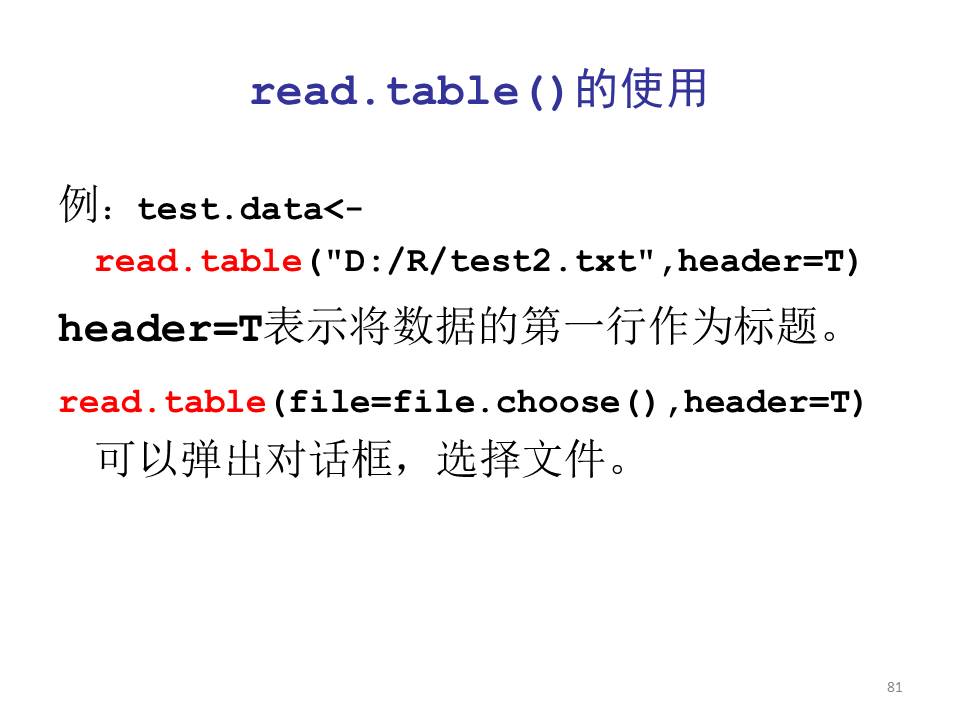 read.table()的使用
例：test.data<-
read.table("D:/R/test2.txt",header=T)
header=T表示将数据的第一行作为标题。
read.table(file=file.choose(),header=T)
可以弹出对话框，选择文件。
81